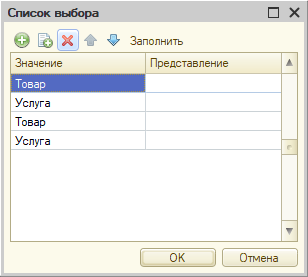 Список выбора
Заполнить
Значение Представление
Товар
Услуга
Товар
Услуга
OK Отмена